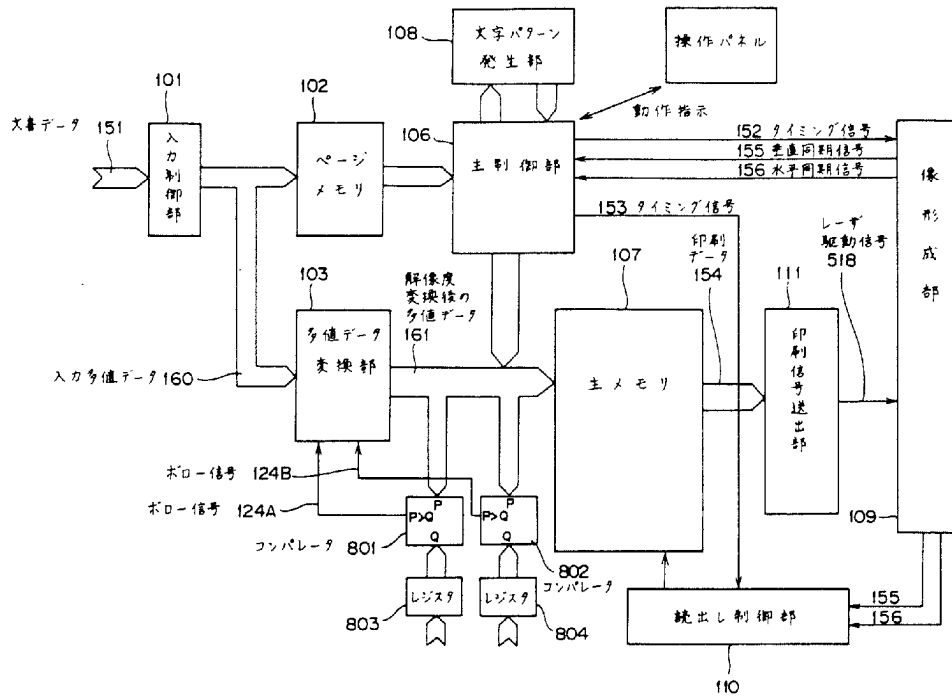 108
文字パターン
発生部
操作パネル
動作指示
101
入力制御部
文書データ
151
102
ページ
メモリ
106
主制御部
152 タイミング信号
155 垂直同期信号
156 水平同期信号
153 タイミング信号
像形成部
109
103
多値データ
変換部
入力多値データ 160
解像度
変換後の
多値データ
161
107
主メモリ
印刷
データ
154
111
印刷信号送出部
レーザ
駆動信号
518
ボロー信号 124B
ボロー信号 124A
P
P>Q
Q
コンパレータ 801
P
P>Q
Q
802
コンパレータ
レジスタ
803
レジスタ
804
読出し制御部
110
155
156